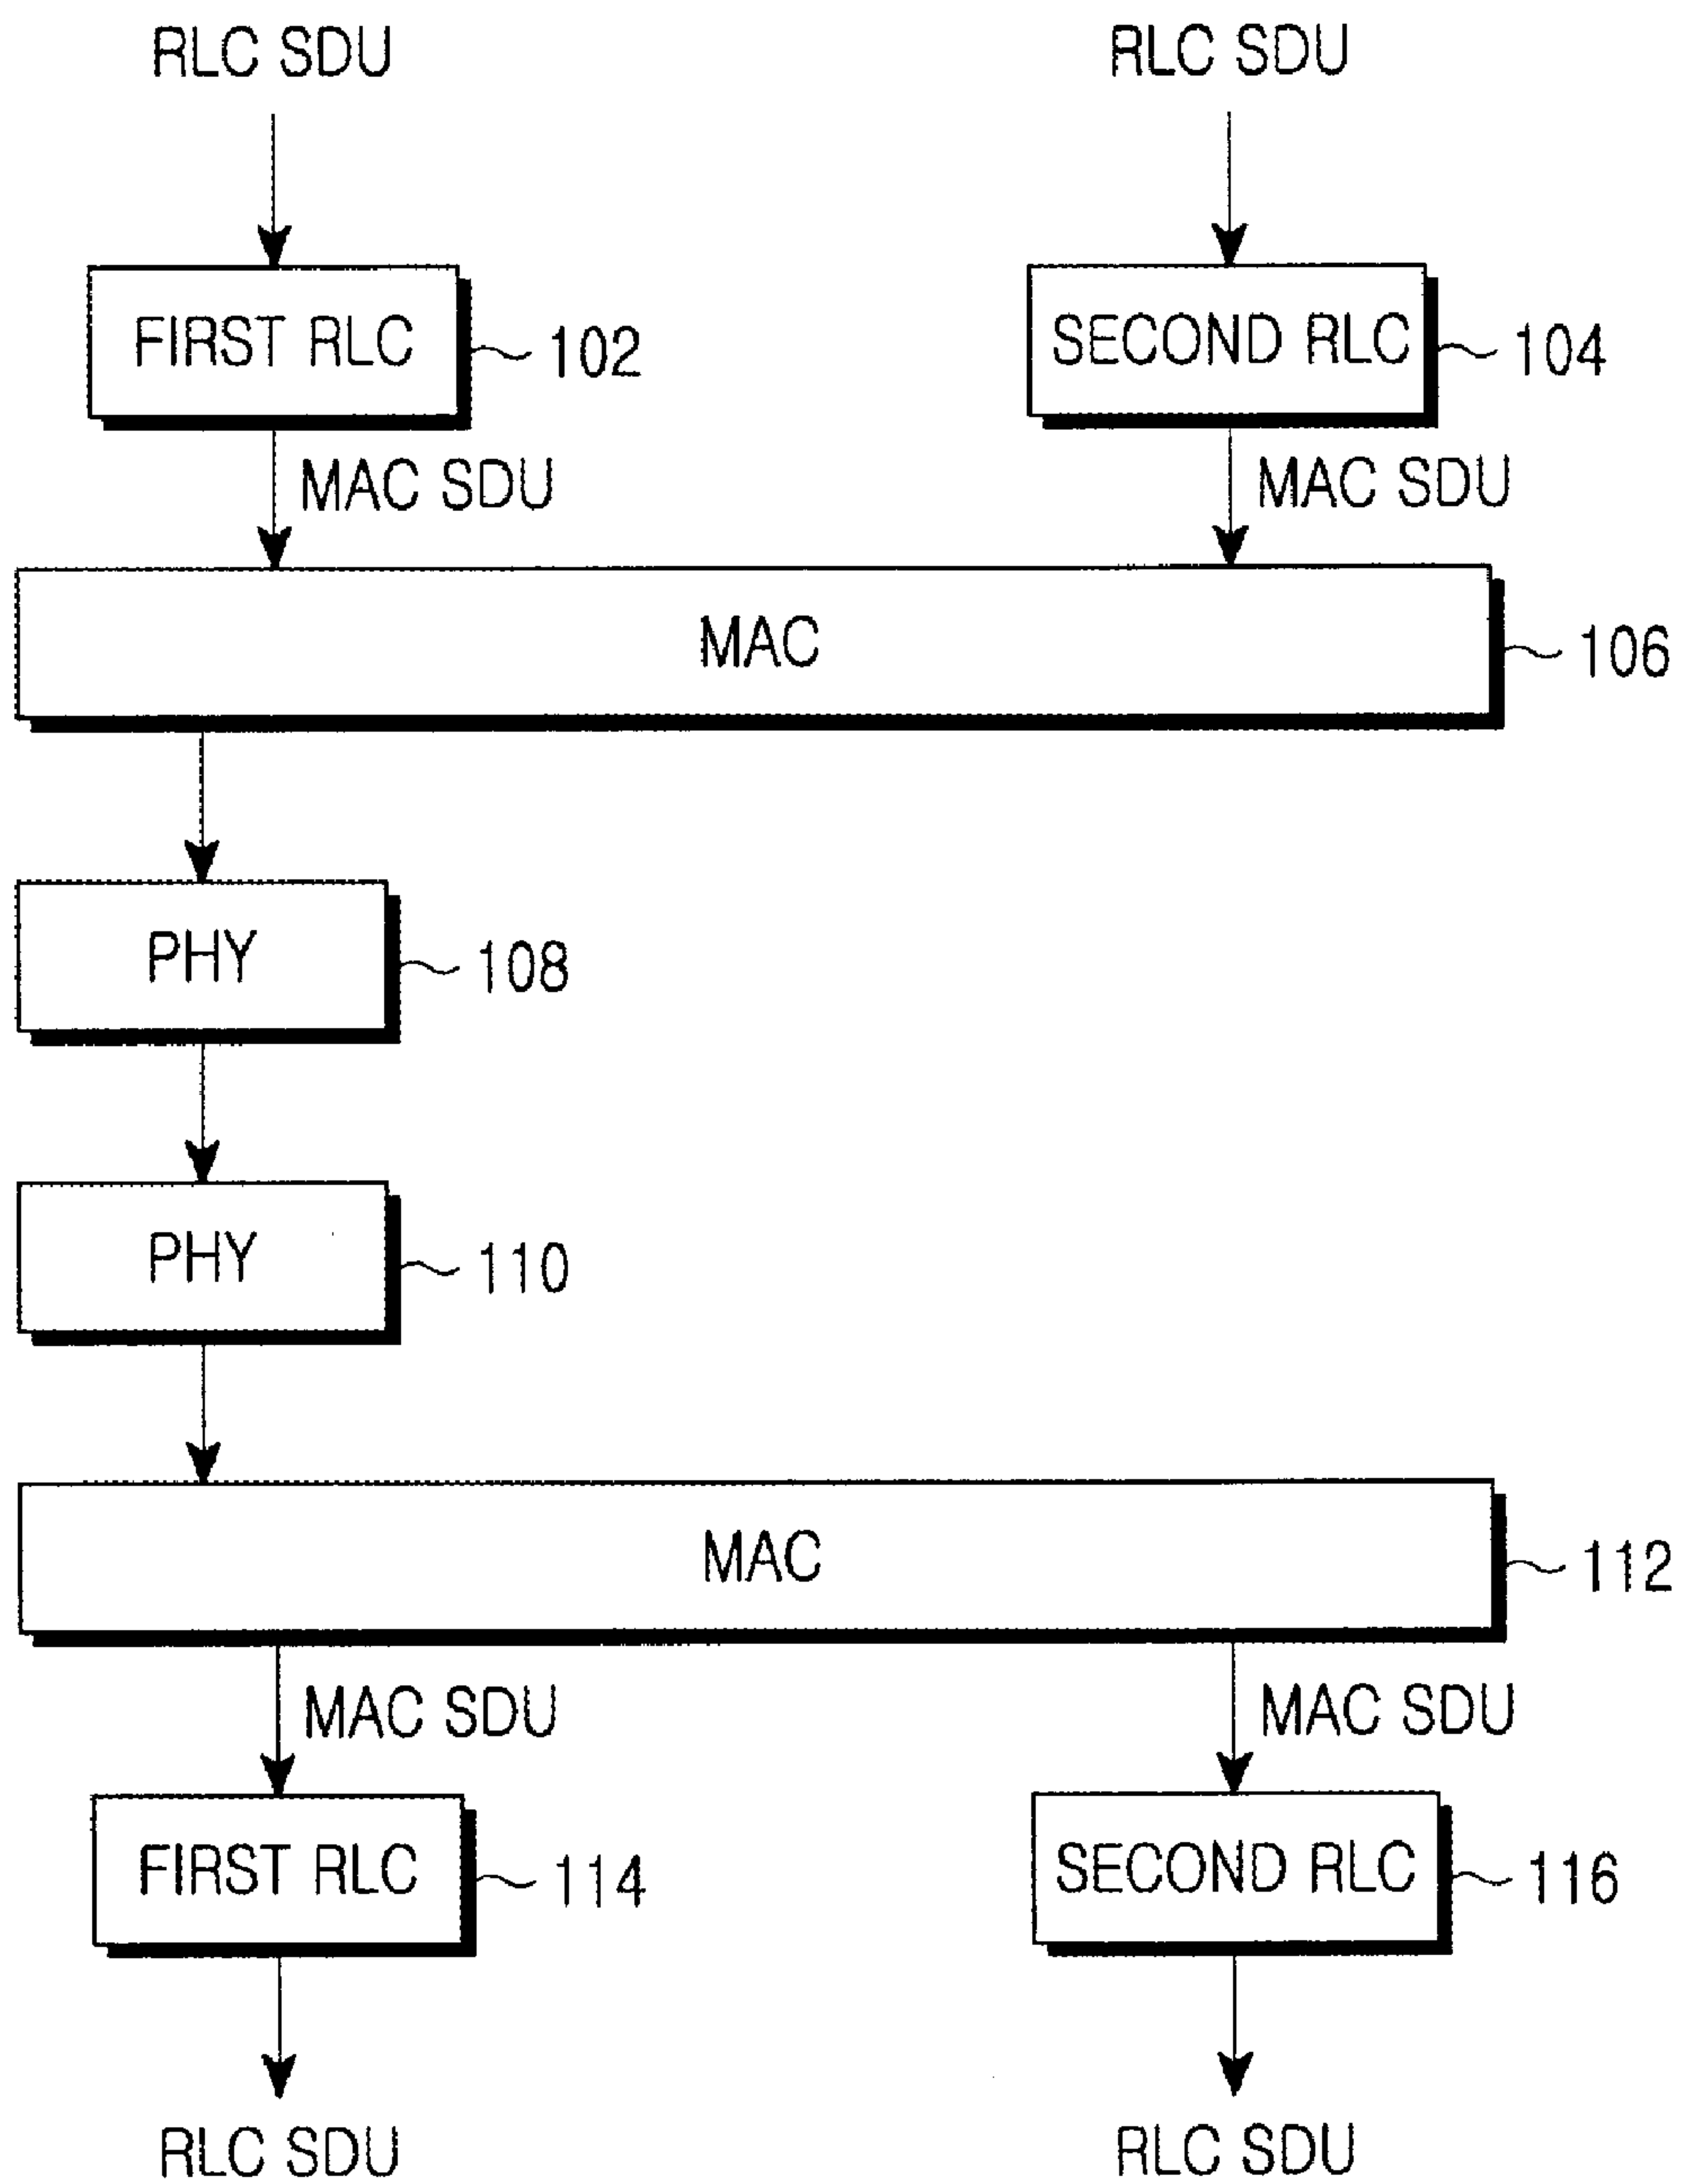 RLC SDU
RLC SDU
FIRST RLC
102
SECOND RLC
104
MAC SDU
MAC SDU
MAC
106
PHY
108
PHY
110
MAC
112
MAC SDU
MAC SDU
FIRST RLC
114
SECOND RLC
116
RLC SDU
RLC SDU